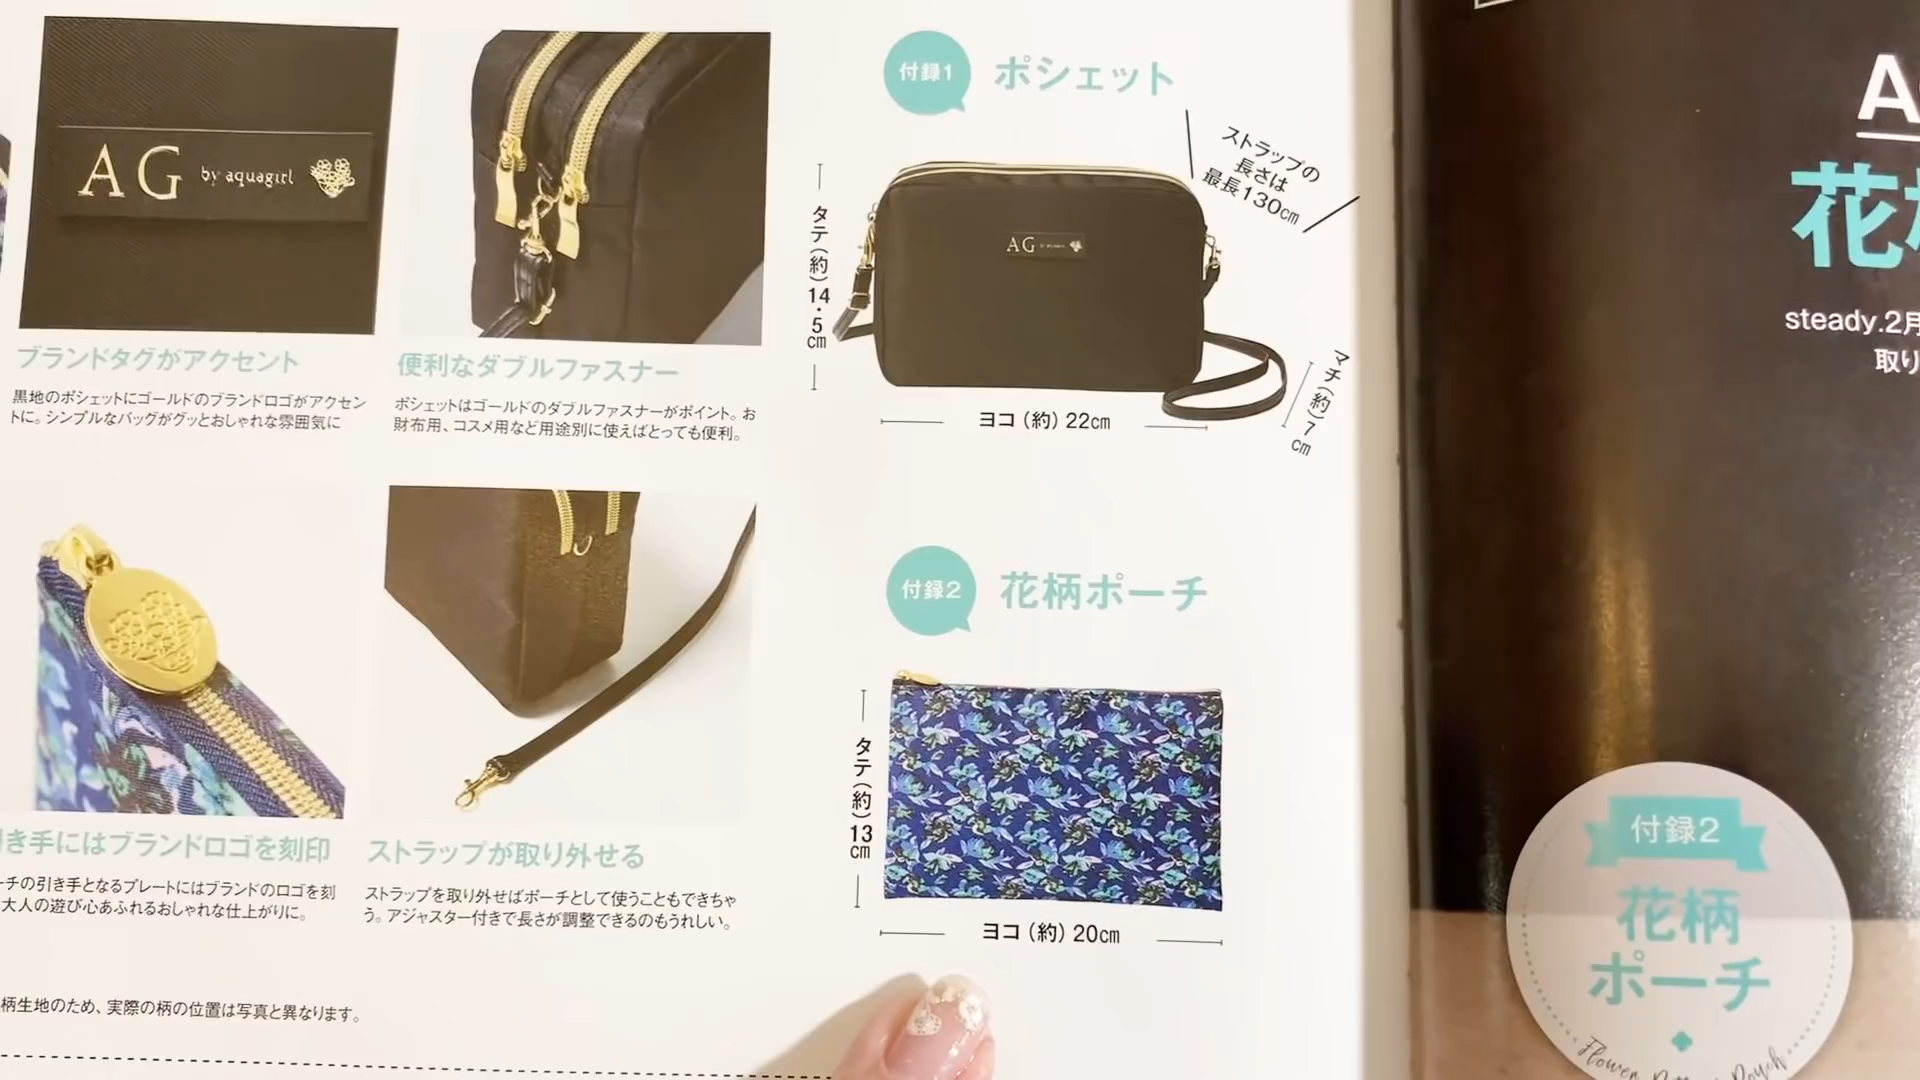 AG by aquagirl
ブランドタグがアクセント
黒地のポシェットにゴールドのブランドロゴがアクセン
トに。シンプルなバッグがグッとおしゃれな雰囲気に
便利なダブルファスナー
ポシェットはゴールドのダブルファスナーがポイント。お
財布用、コスメ用など用途別に使えばとっても便利。
き手にはブランドロゴを刻印
ーチの引き手となるプレートにはブランドのロゴを刻
大人の遊び心あふれるおしゃれな仕上がりに。
ストラップが取り外せる
ストラップを取り外せばポーチとして使うこともできちゃ
う。アジャスター付きで長さが調整できるのもうれしい。
柄生地のため、実際の柄の位置は写真と異なります。
付録1 ポシェット
ストラップの
長さは
最長130cm
タテ(約)14・5cm
AG
ヨコ(約)22cm
マチ(約)7cm
付録2 花柄ポーチ
タテ(約)13cm
ヨコ(約)20cm
A
花
steady.2月
取り
付録2
花柄
ポーチ
Flower
Pouch